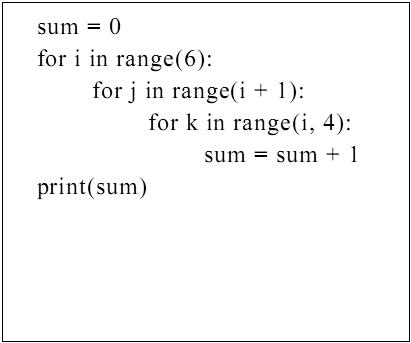 sum = 0
for i in range(6):
for j in range(i + 1):
for k in range(i, 4):
sum = sum + 1
print(sum)